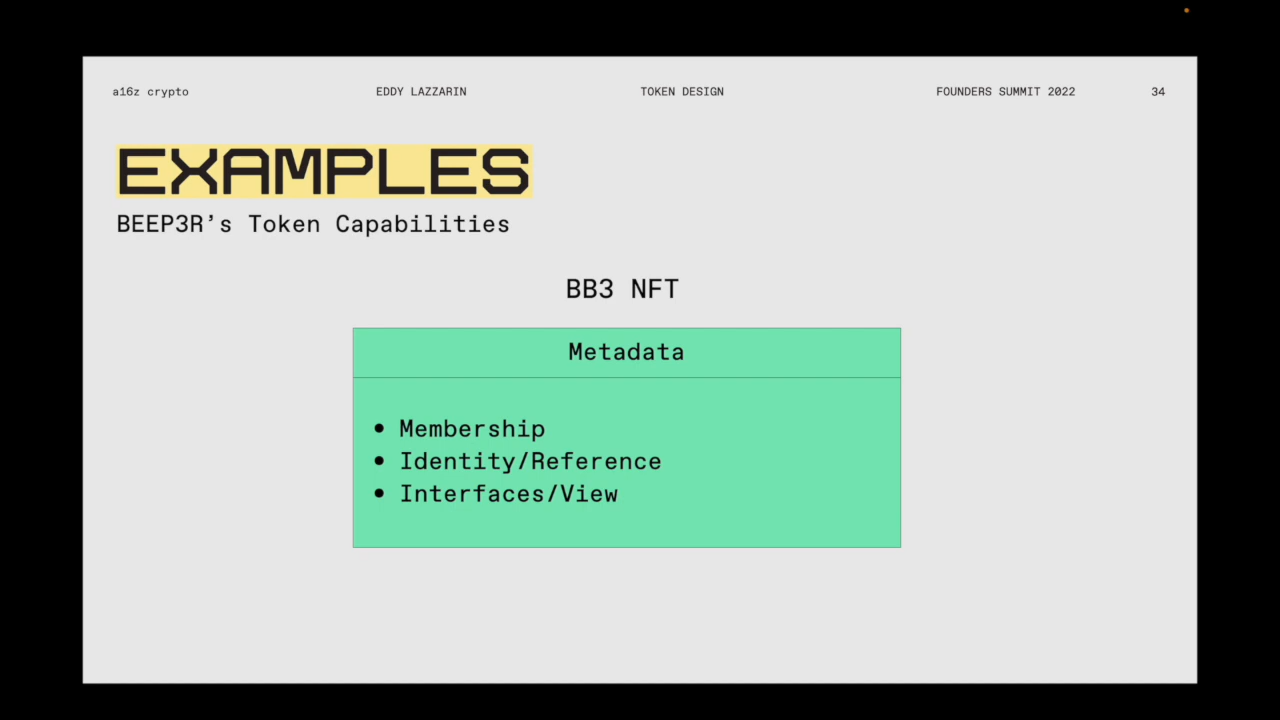 a16z crypto EDDY LAZZARIN TOKEN DESIGN FOUNDERS SUMMIT 2022 34
EXAMPLES
BEEP3R’s Token Capabilities
BB3 NFT
Metadata
• Membership
• Identity/Reference
• Interfaces/View